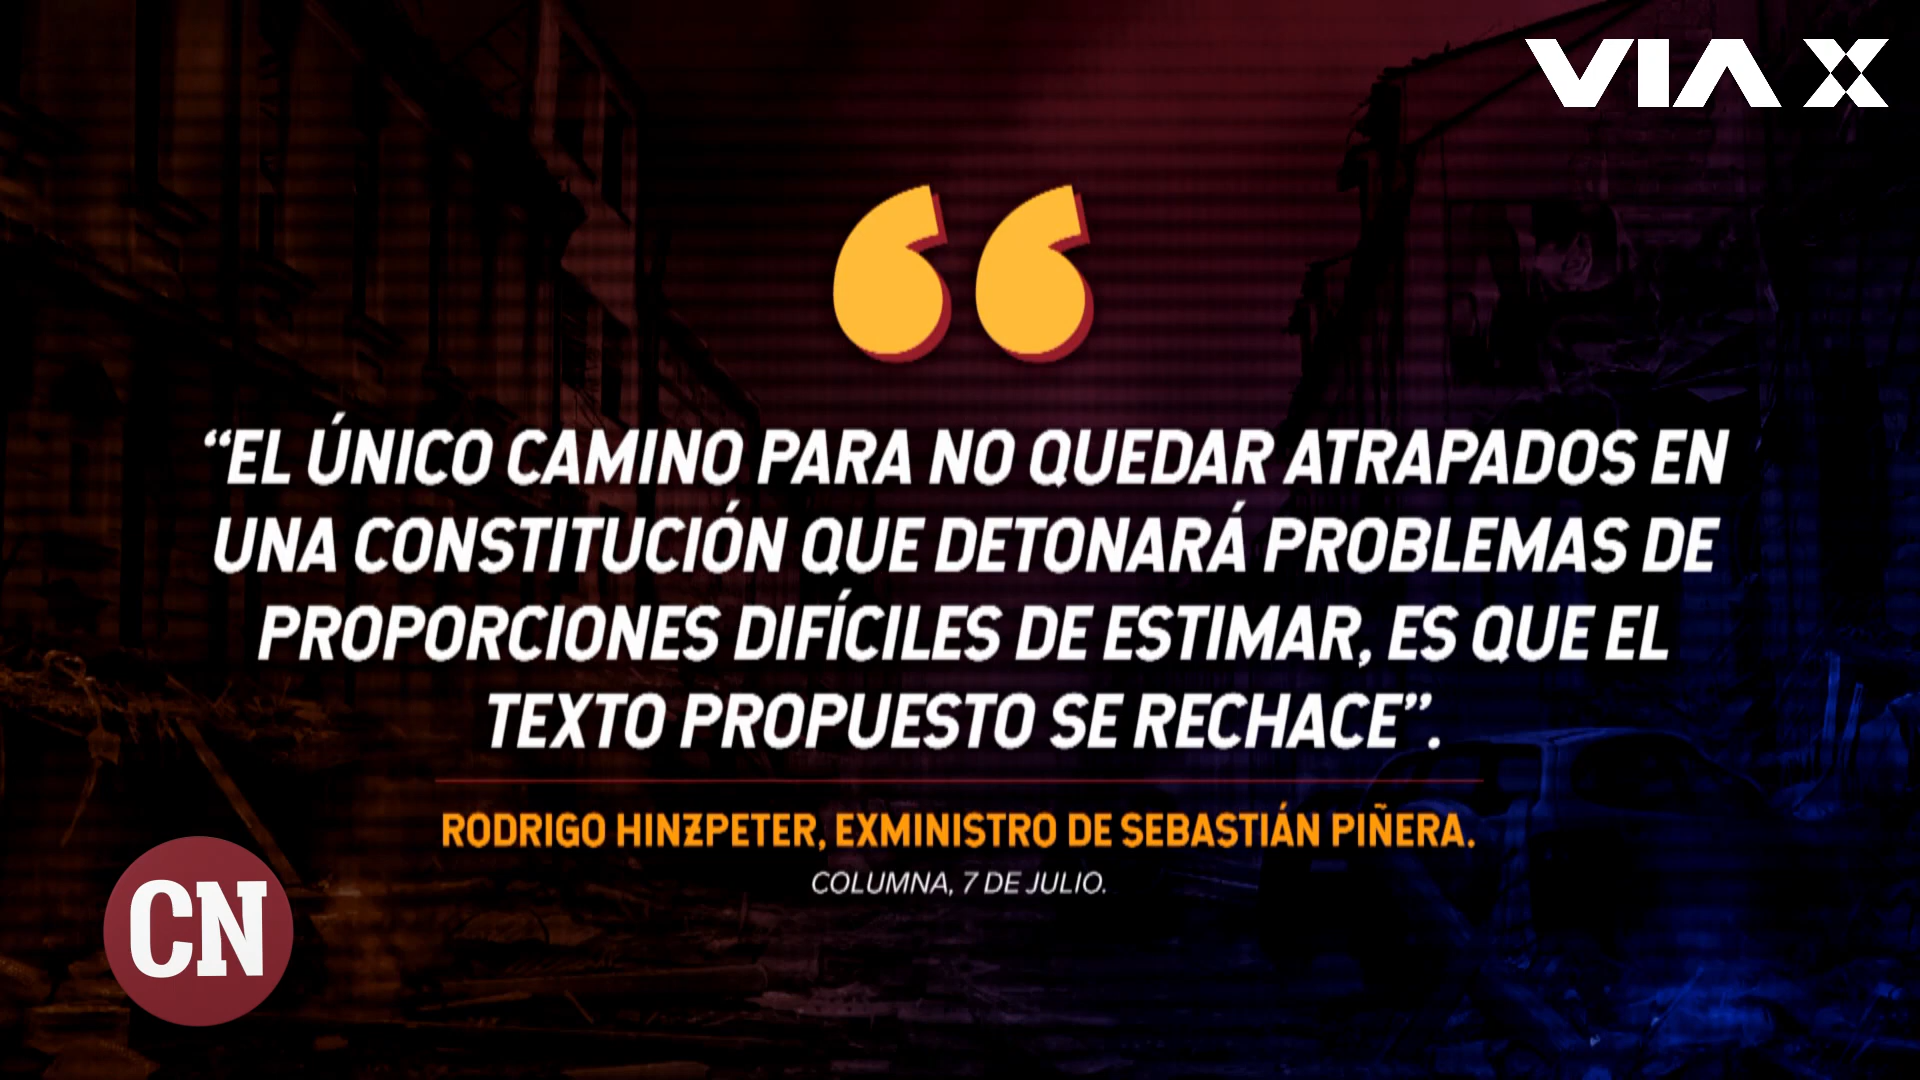 VIA X
“EL ÚNICO CAMINO PARA NO QUEDAR ATRAPADOS EN
UNA CONSTITUCIÓN QUE DETONARÁ PROBLEMAS DE
PROPORCIONES DIFÍCILES DE ESTIMAR, ES QUE EL
TEXTO PROPUESTO SE RECHACE”.
RODRIGO HINZPETER, EXMINISTRO DE SEBASTIÁN PIÑERA.
COLUMNA, 7 DE JULIO.
CN